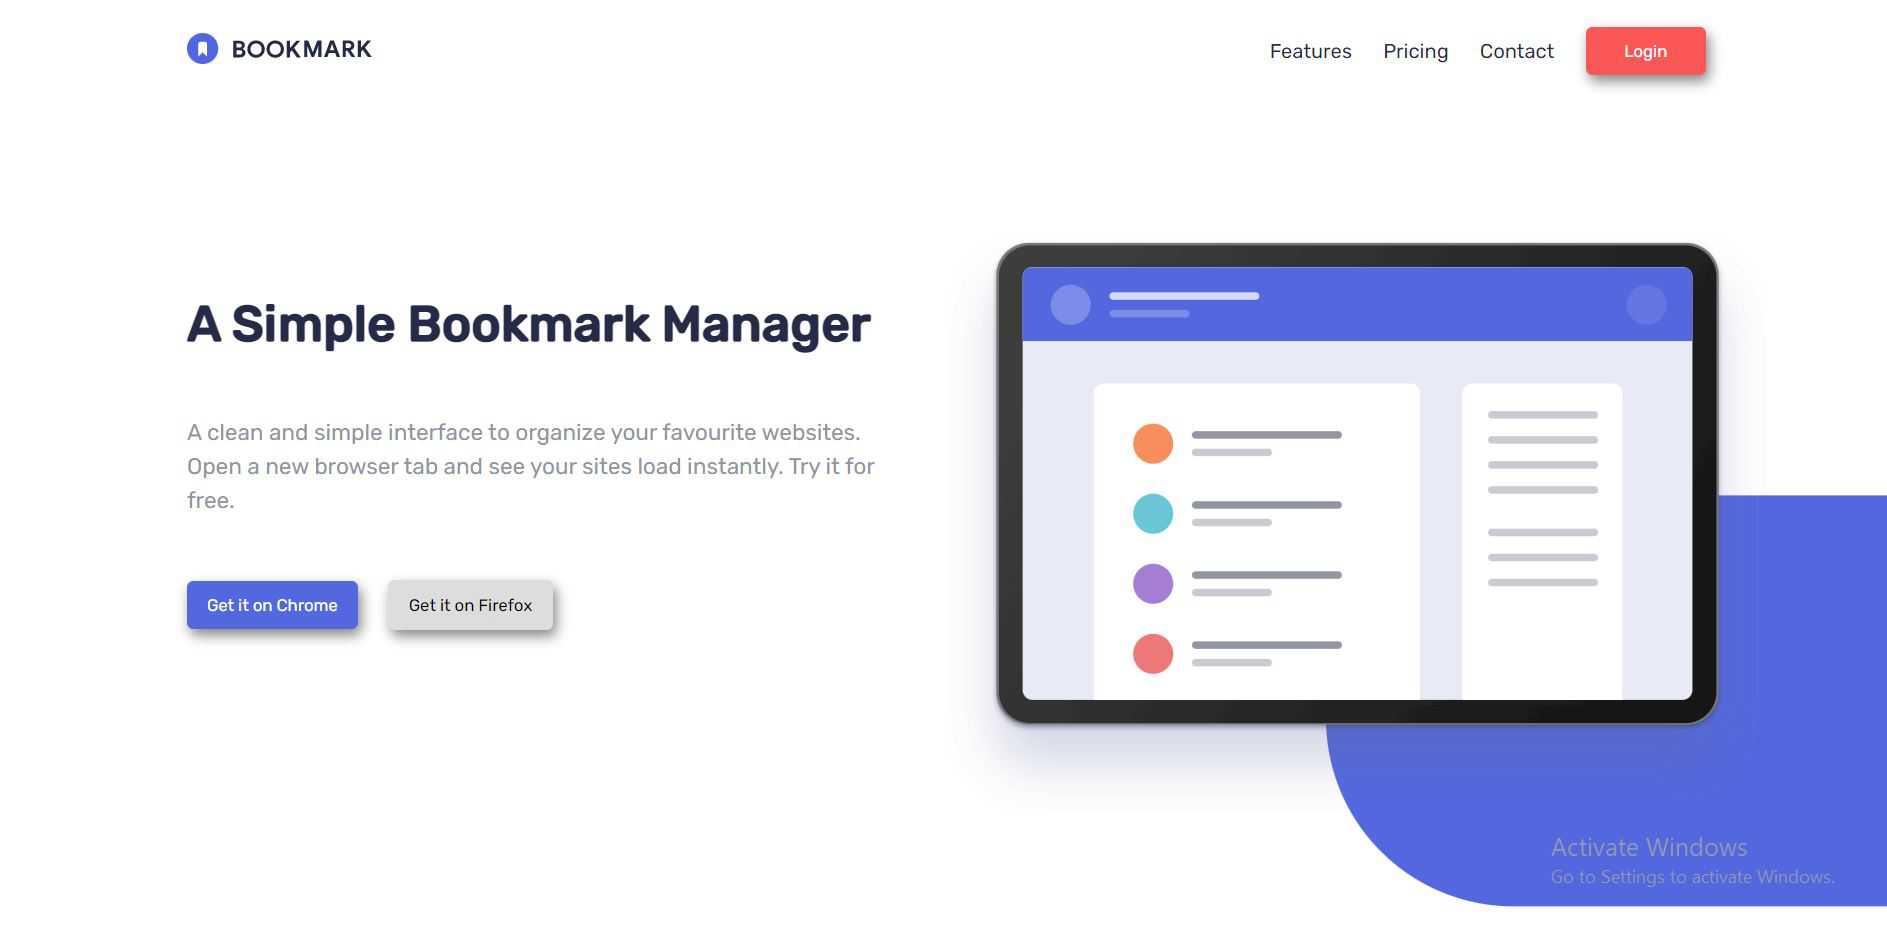 BOOKMARK
Features Pricing Contact Login
A Simple Bookmark Manager
A clean and simple interface to organize your favourite websites.
Open a new browser tab and see your sites load instantly. Try it for
free.
Get it on Chrome Get it on Firefox
Activate Windows
Go to Settings to activate Windows.